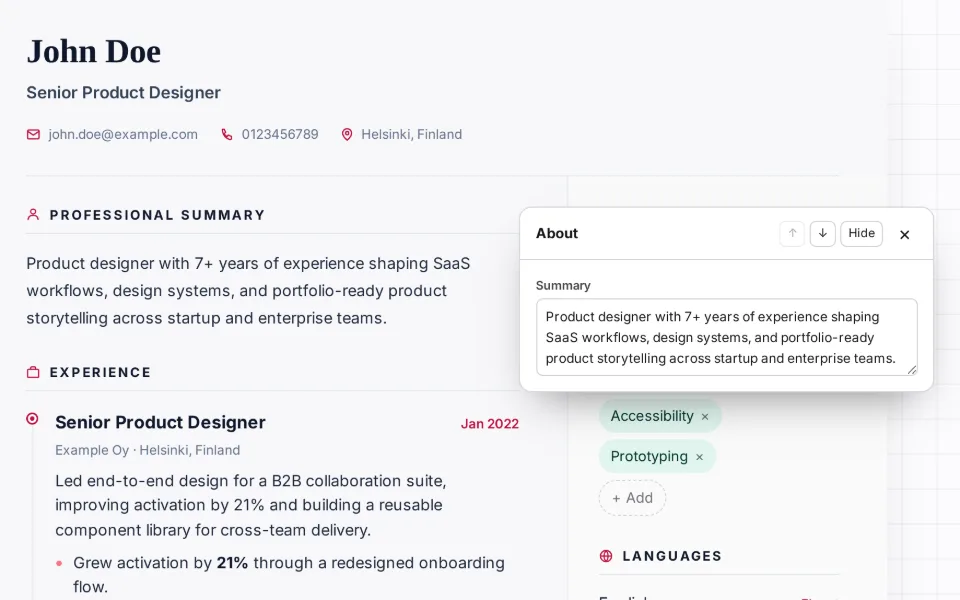 John Doe
Senior Product Designer
john.doe@example.com 0123456789 Helsinki, Finland
PROFESSIONAL SUMMARY
Product designer with 7+ years of experience shaping SaaS
workflows, design systems, and portfolio-ready product
storytelling across startup and enterprise teams.
EXPERIENCE
Senior Product Designer Jan 2022
Example Oy · Helsinki, Finland
Led end-to-end design for a B2B collaboration suite,
improving activation by 21% and building a reusable
component library for cross-team delivery.
• Grew activation by 21% through a redesigned onboarding
flow.
About ↑ ↓ Hide ×
Summary
Product designer with 7+ years of experience shaping
SaaS workflows, design systems, and portfolio-ready
product storytelling across startup and enterprise teams.
Accessibility ×
Prototyping ×
+ Add
LANGUAGES